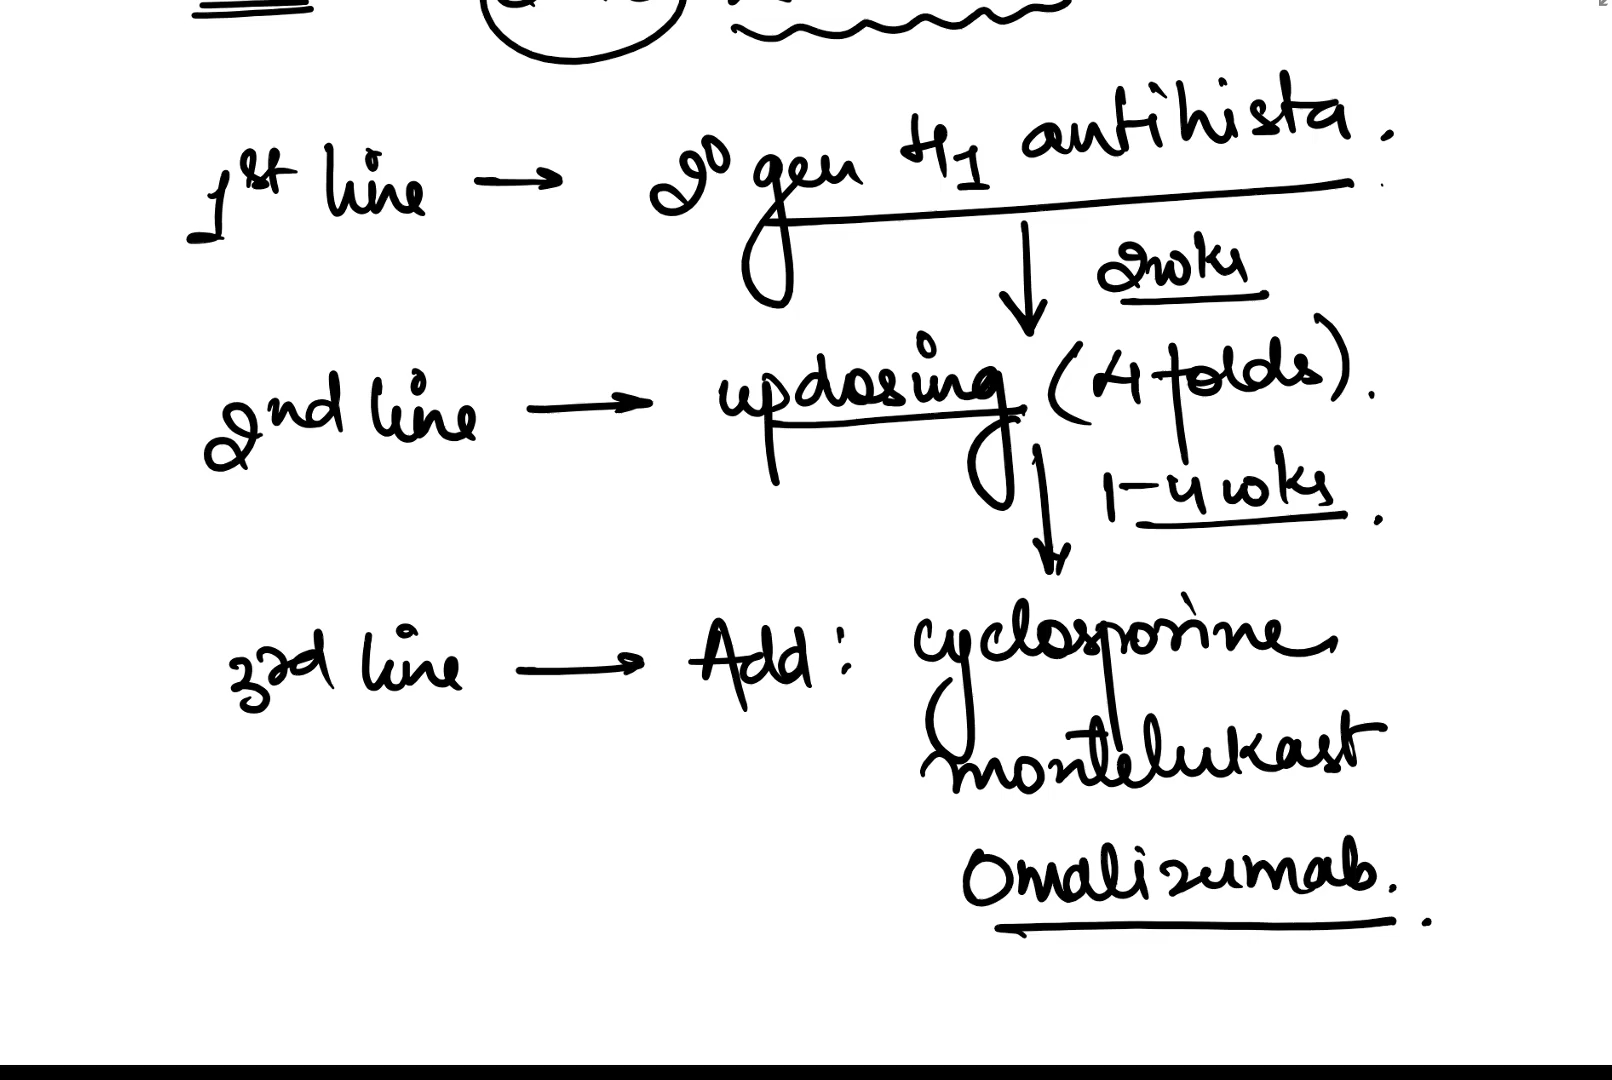 1st line → 2° gen H1 antihista.
2wks
2nd line → updosing (4 folds).
1-4 wks.
3rd line → Add: cyclosporine
montelukast
Omalizumab.